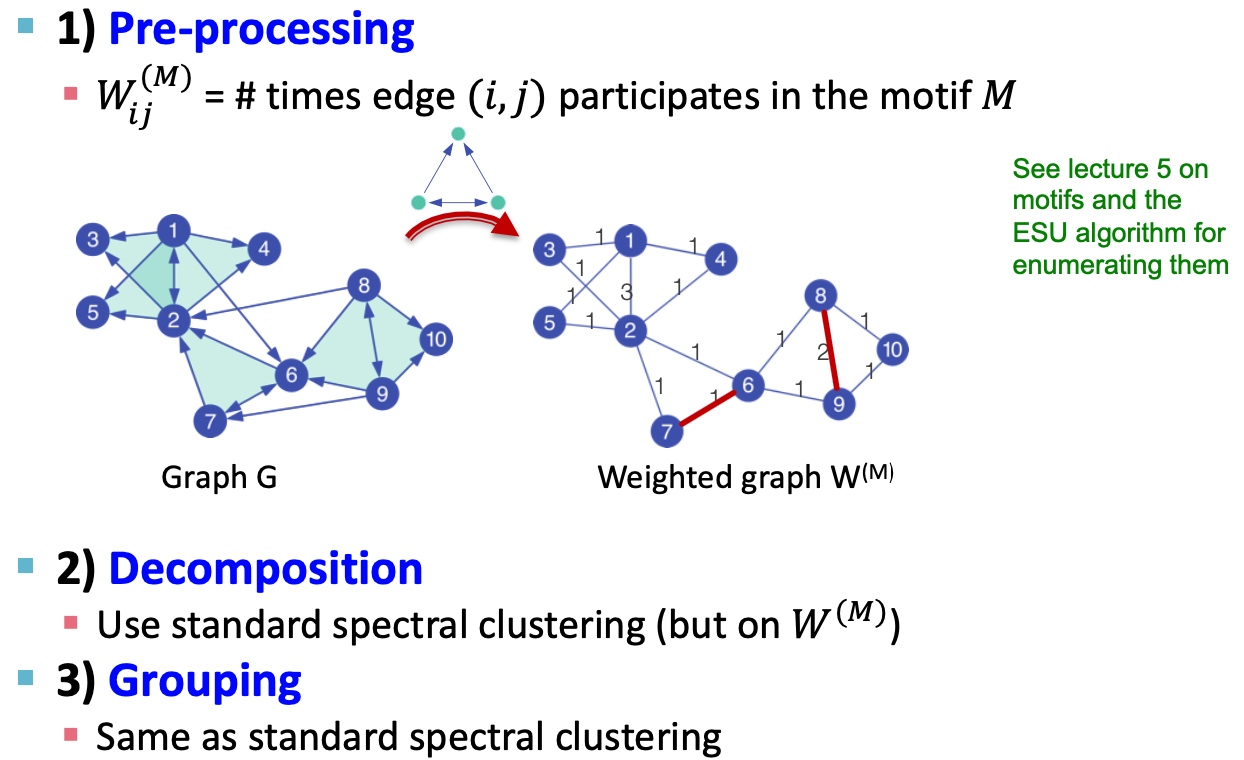 1) Pre-processing
W_{ij}^{(M)} = # times edge (i, j) participates in the motif M
See lecture 5 on
motifs and the
ESU algorithm for
enumerating them
3 1 4 5 2 8 10 6 9 7
3 1 1 1 4 1 1 3 1 5 1 2 8 1 1 1 2 10 1 1 6 1 1 9 7
Graph G
Weighted graph W(M)
2) Decomposition
Use standard spectral clustering (but on W^{(M)})
3) Grouping
Same as standard spectral clustering